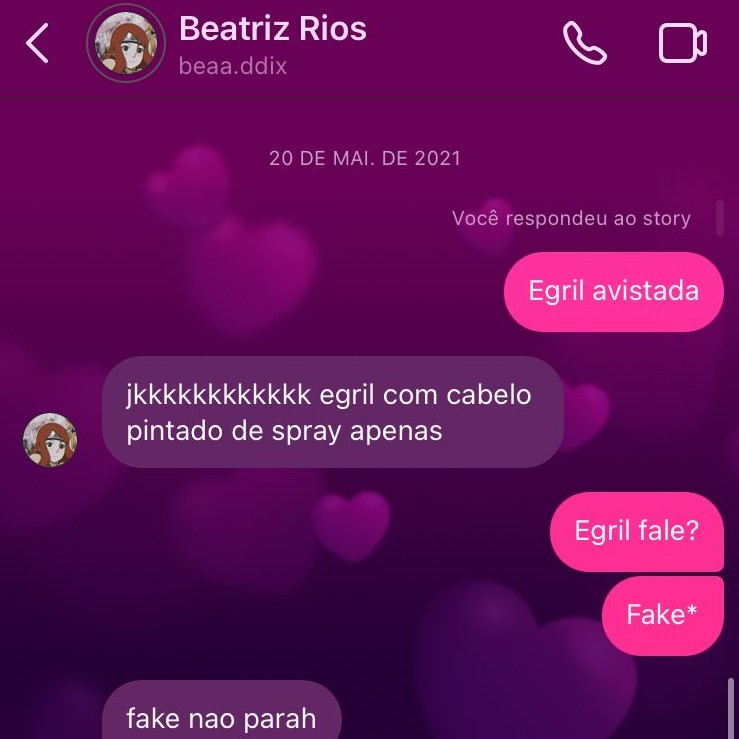 Beatriz Rios
beaa.ddix
20 DE MAI. DE 2021
Você respondeu ao story
Egril avistada
jkkkkkkkkkkkk egril com cabelo
pintado de spray apenas
Egril fale?
Fake*
fake nao parah